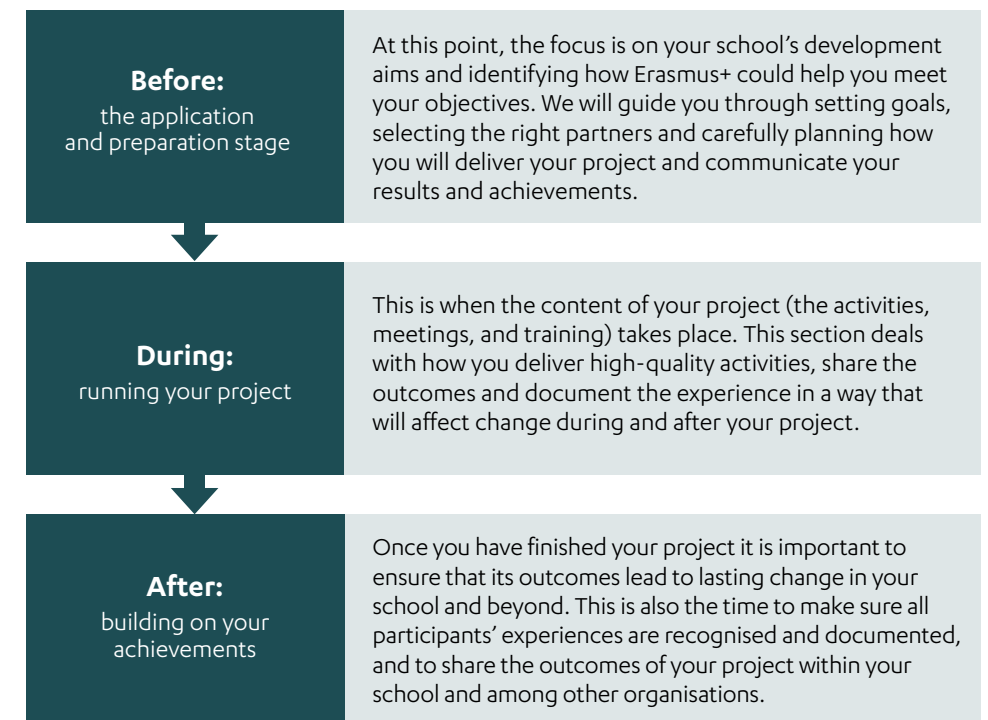 Before:
the application
and preparation stage
At this point, the focus is on your school’s development
aims and identifying how Erasmus+ could help you meet
your objectives. We will guide you through setting goals,
selecting the right partners and carefully planning how
you will deliver your project and communicate your
results and achievements.
During:
running your project
This is when the content of your project (the activities,
meetings, and training) takes place. This section deals
with how you deliver high-quality activities, share the
outcomes and document the experience in a way that
will affect change during and after your project.
After:
building on your
achievements
Once you have finished your project it is important to
ensure that its outcomes lead to lasting change in your
school and beyond. This is also the time to make sure all
participants’ experiences are recognised and documented,
and to share the outcomes of your project within your
school and among other organisations.